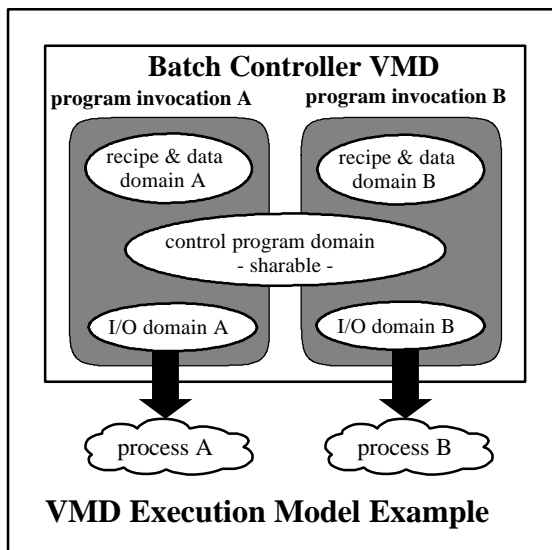 Batch Controller VMD
program invocation A
program invocation B
recipe & data
domain A
recipe & data
domain B
control program domain
- sharable -
I/O domain A
I/O domain B
process A
process B
VMD Execution Model Example